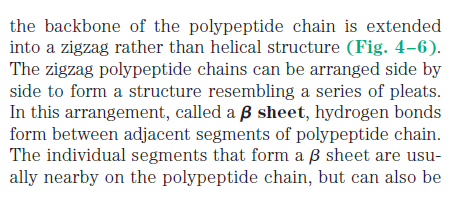 the backbone of the polypeptide chain is extended
into a zigzag rather than helical structure (Fig. 4–6).
The zigzag polypeptide chains can be arranged side by
side to form a structure resembling a series of pleats.
In this arrangement, called a β sheet, hydrogen bonds
form between adjacent segments of polypeptide chain.
The individual segments that form a β sheet are usu-
ally nearby on the polypeptide chain, but can also be